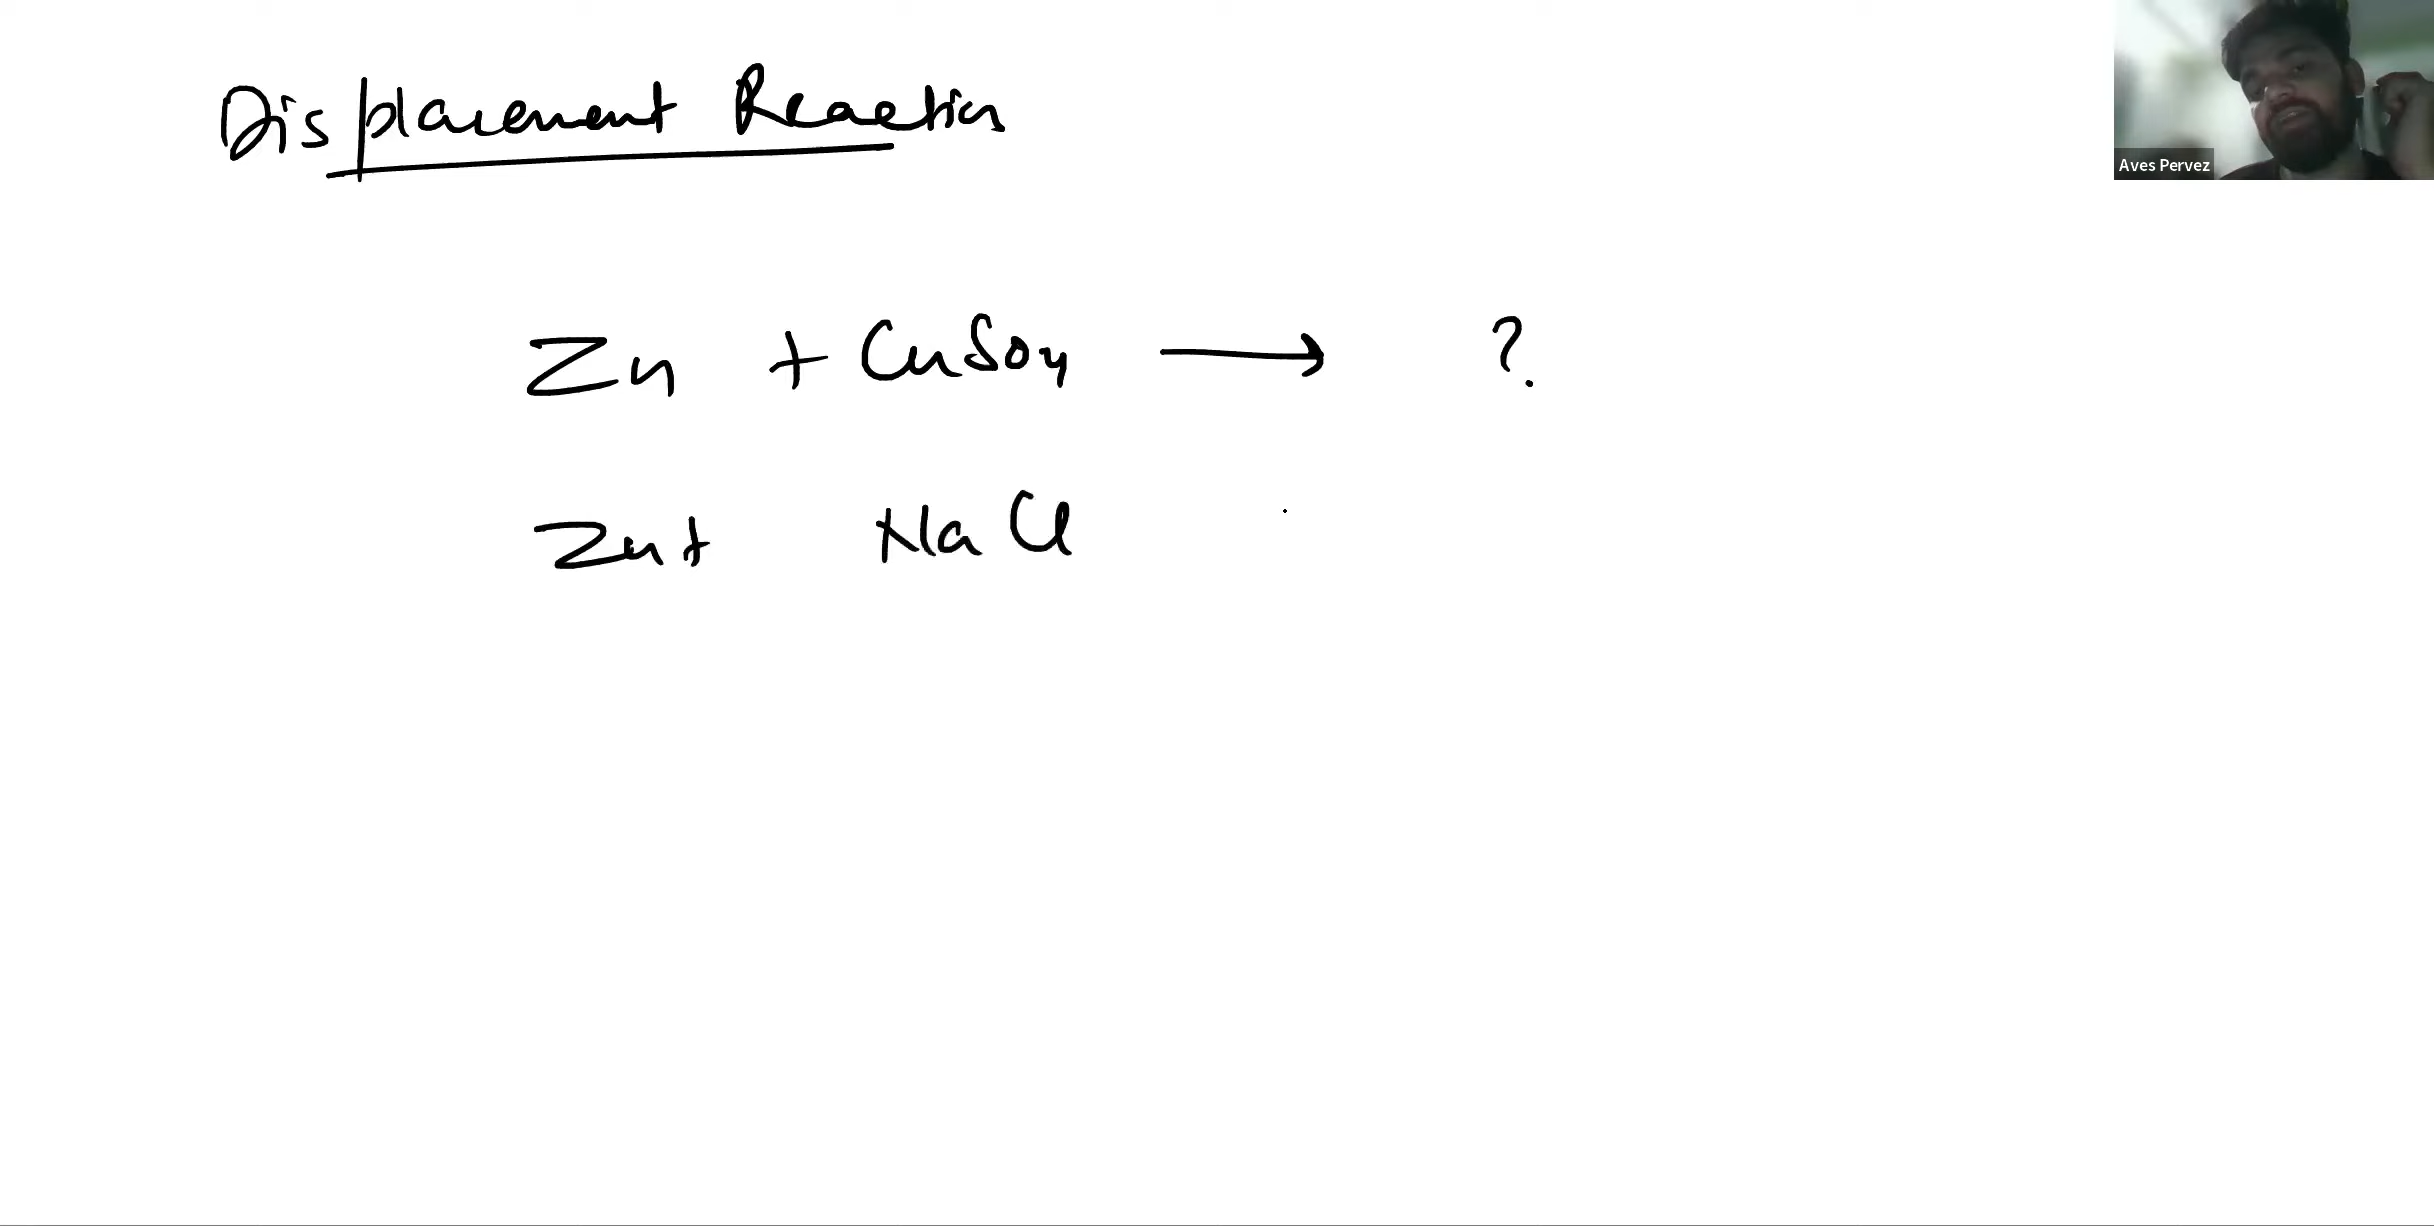 Displacement Reaction
Aves Pervez
Zn + CuSO4 ⟶ ?
Zn + NaCl